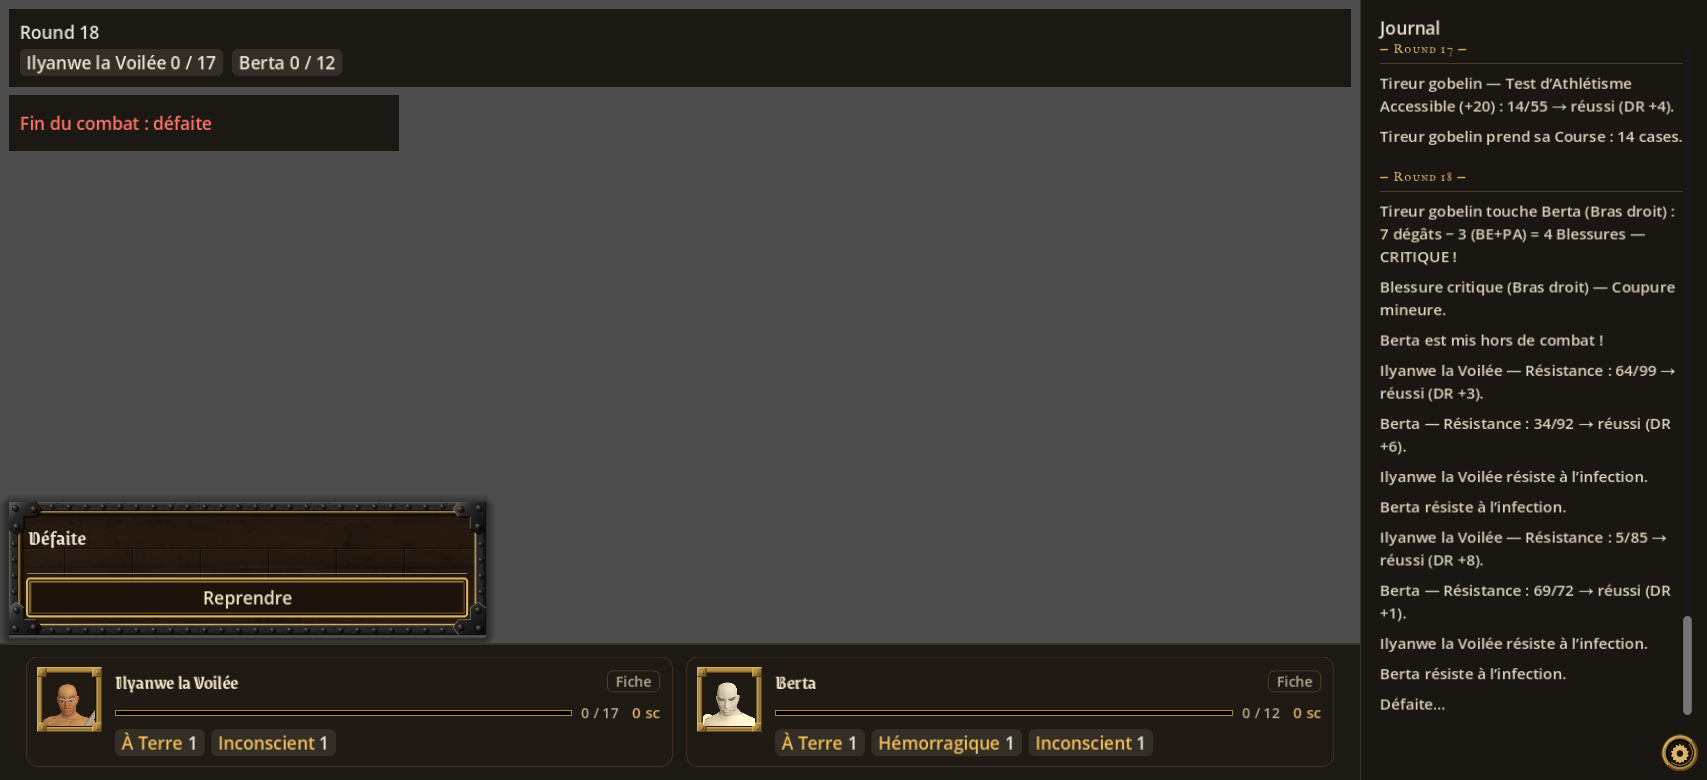 Round 18
Ilyanwe la Voilée 0 / 17 Berta 0 / 12
Fin du combat : défaite
Défaite
Reprendre
Ilyanwe la Voilée Fiche
0 / 17 0 sc
À Terre 1 Inconscient 1
Berta Fiche
0 / 12 0 sc
À Terre 1 Hémorragique 1 Inconscient 1
Journal
– Round 17 –
Tireur gobelin — Test d’Athlétisme
Accessible (+20) : 14/55 → réussi (DR +4).
Tireur gobelin prend sa Course : 14 cases.
– Round 18 –
Tireur gobelin touche Berta (Bras droit) :
7 dégâts − 3 (BE+PA) = 4 Blessures —
CRITIQUE !
Blessure critique (Bras droit) — Coupure
mineure.
Berta est mis hors de combat !
Ilyanwe la Voilée — Résistance : 64/99 →
réussi (DR +3).
Berta — Résistance : 34/92 → réussi (DR
+6).
Ilyanwe la Voilée résiste à l’infection.
Berta résiste à l’infection.
Ilyanwe la Voilée — Résistance : 5/85 →
réussi (DR +8).
Berta — Résistance : 69/72 → réussi (DR
+1).
Ilyanwe la Voilée résiste à l’infection.
Berta résiste à l’infection.
Défaite…